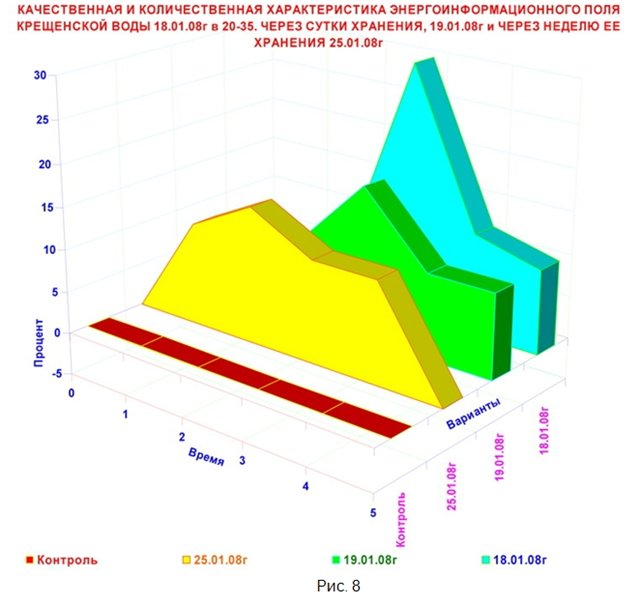 КАЧЕСТВЕННАЯ И КОЛИЧЕСТВЕННАЯ ХАРАКТЕРИСТИКА ЭНЕРГОИНФОРМАЦИОННОГО ПОЛЯ
КРЕЩЕНСКОЙ ВОДЫ 18.01.08г в 20-35. ЧЕРЕЗ СУТКИ ХРАНЕНИЯ, 19.01.08г и ЧЕРЕЗ НЕДЕЛЮ ЕЕ
ХРАНЕНИЯ 25.01.08г
30
25
20
15
10
5
0
-5
Процент
0
1
2
3
4
5
Время
Варианты
Контроль
25.01.08г
19.01.08г
18.01.08г
Контроль
25.01.08г
19.01.08г
18.01.08г
Рис. 8